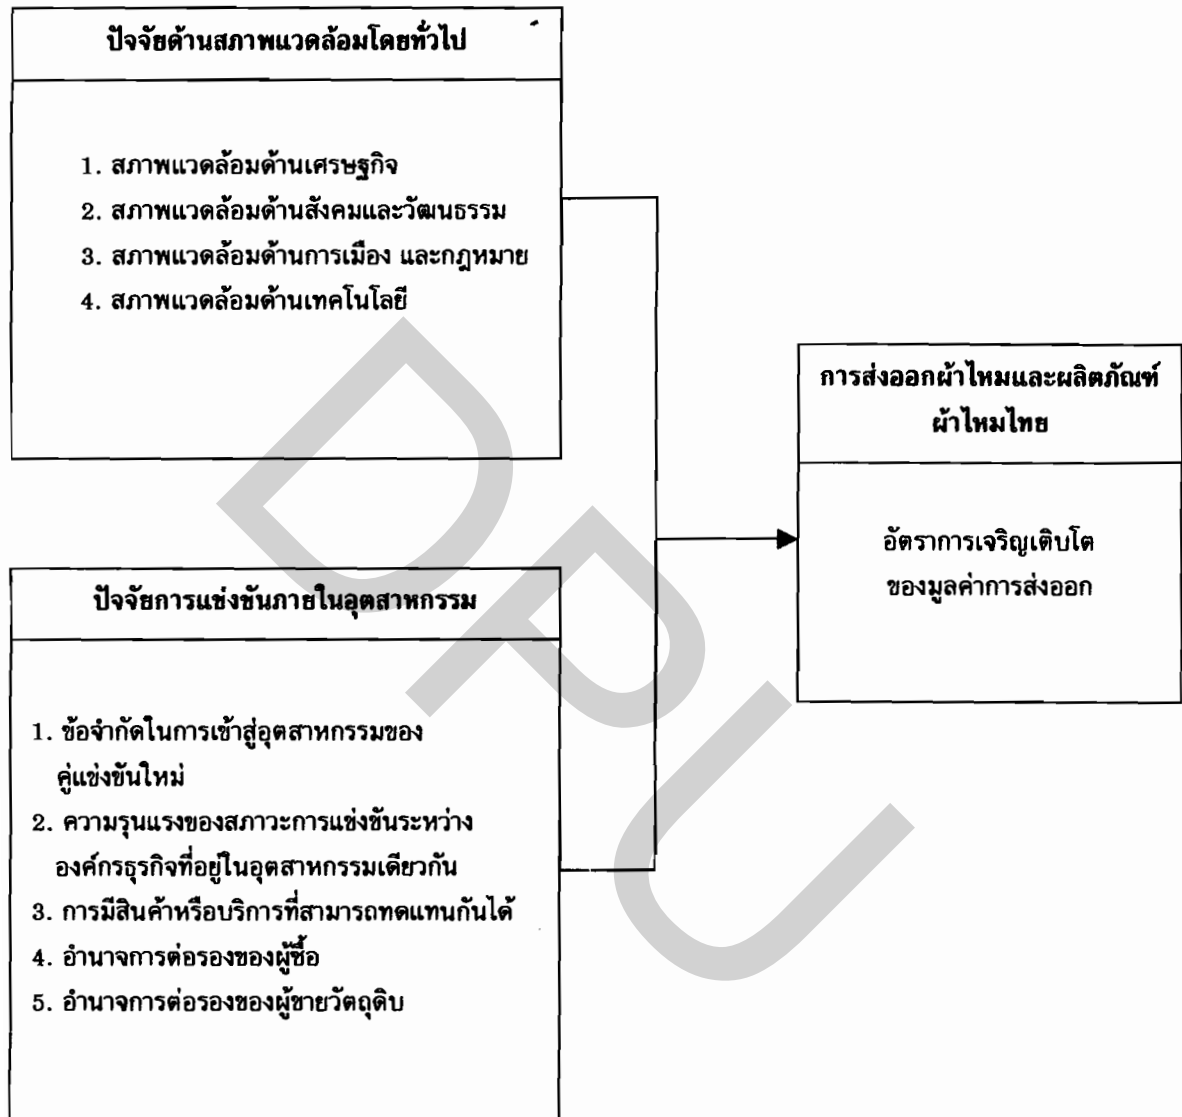 ปัจจัยด้านสภาพแวดล้อมโดยทั่วไป
1. สภาพแวดล้อมด้านเศรษฐกิจ
2. สภาพแวดล้อมด้านสังคมและวัฒนธรรม
3. สภาพแวดล้อมด้านการเมือง และกฎหมาย
4. สภาพแวดล้อมด้านเทคโนโลยี
ปัจจัยการแข่งขันภายในอุตสาหกรรม
1. ข้อจำกัดในการเข้าสู่อุตสาหกรรมของ
คู่แข่งขันใหม่
2. ความรุนแรงของสภาวะการแข่งขันระหว่าง
องค์กรธุรกิจที่อยู่ในอุตสาหกรรมเดียวกัน
3. การมีสินค้าหรือบริการที่สามารถทดแทนกันได้
4. อำนาจการต่อรองของผู้ซื้อ
5. อำนาจการต่อรองของผู้ขายวัตถุดิบ
การส่งออกผ้าไหมและผลิตภัณฑ์
ผ้าไหมไทย
อัตราการเจริญเติบโต
ของมูลค่าการส่งออก
DPU